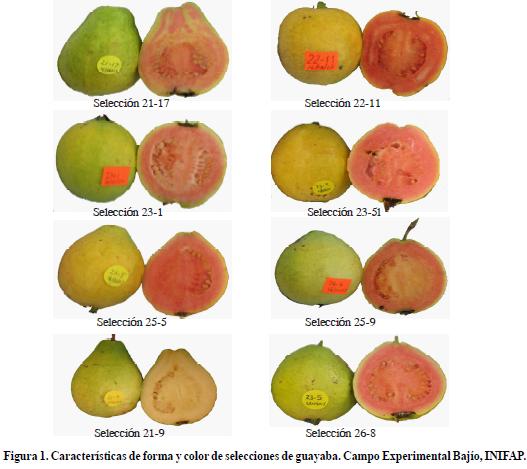 21-17
22-11
Selección 21-17
Selección 22-11
Selección 23-1
Selección 23-5l
Selección 25-5
Selección 25-9
23-5
Selección 21-9
Selección 26-8
Figura 1. Características de forma y color de selecciones de guayaba. Campo Experimental Bajío, INIFAP.